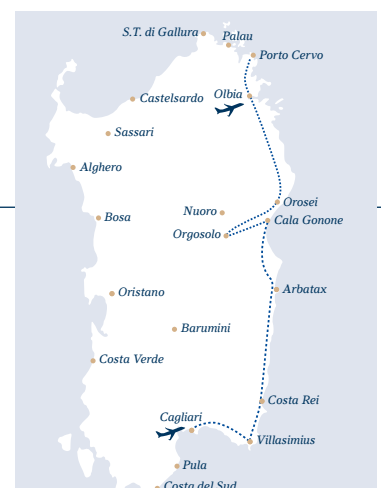 S.T. di Gallura
Palau
Porto Cervo
Olbia
Castelsardo
Sassari
Alghero
Orosei
Nuoro
Bosa
Cala Gonone
Orgosolo
Arbatax
Oristano
Barumini
Costa Verde
Costa Rei
Cagliari
Villasimius
Pula
Costa del Sud